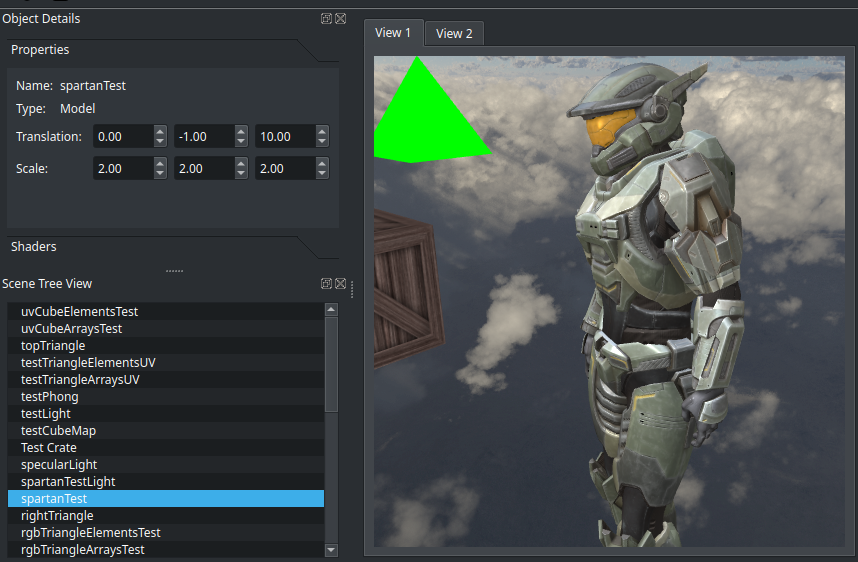 Object Details
Properties
Name: spartanTest
Type: Model
Translation: 0.00 -1.00 10.00
Scale: 2.00 2.00 2.00
Shaders
Scene Tree View
uvCubeElementsTest
uvCubeArraysTest
topTriangle
testTriangleElementsUV
testTriangleArraysUV
testPhong
testLight
testCubeMap
Test Crate
specularLight
spartanTestLight
spartanTest
rightTriangle
rgbTriangleElementsTest
rgbTriangleArraysTest
View 1 View 2